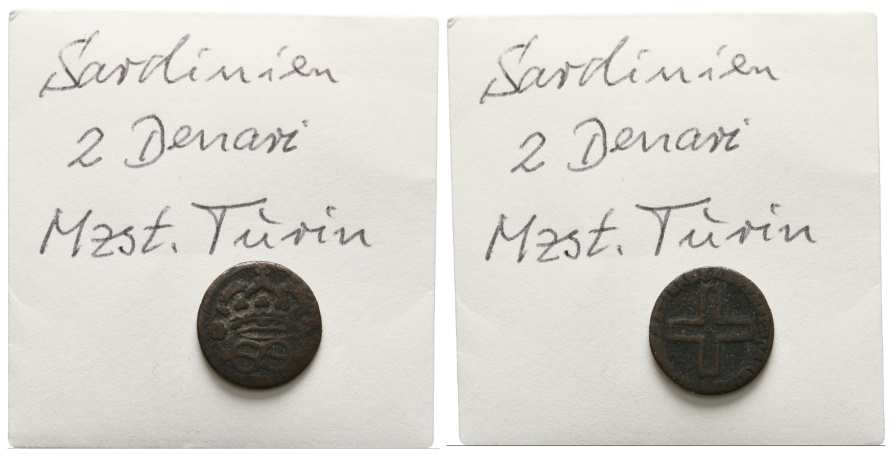 Sardinien
2 Denari
Mzst. Turin
Sardinien
2 Denari
Mzst. Turin